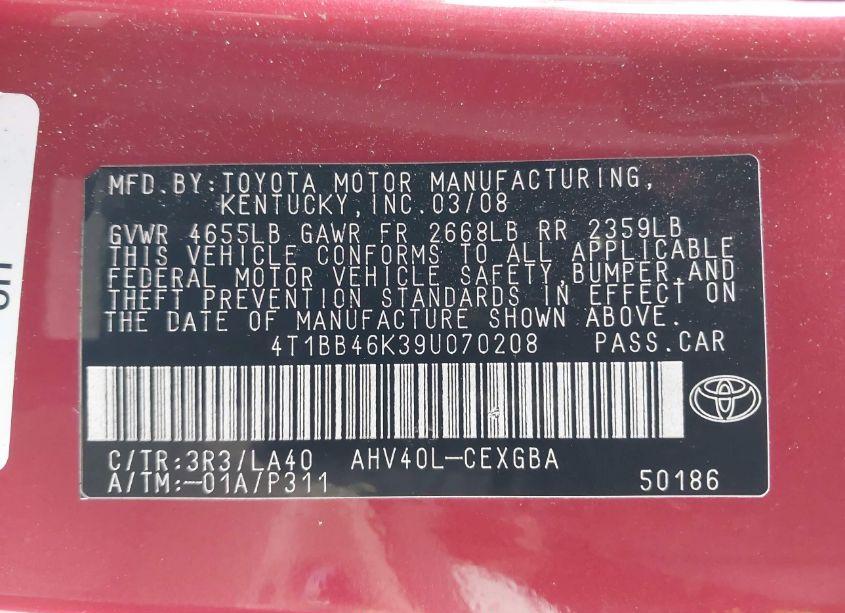 MFD. BY: TOYOTA MOTOR MANUFACTURING,
KENTUCKY, INC. 03/08
GVWR 4655LB GAWR FR 2668LB RR 2359LB
THIS VEHICLE CONFORMS TO ALL APPLICABLE
FEDERAL MOTOR VEHICLE SAFETY, BUMPER, AND
THEFT PREVENTION STANDARDS IN EFFECT ON
THE DATE OF MANUFACTURE SHOWN ABOVE.
4T1BB46K39U070208 PASS.CAR
C/TR:3R3/LA40 AHV40L-CEXGBA
A/TM:-01A/P311 50186